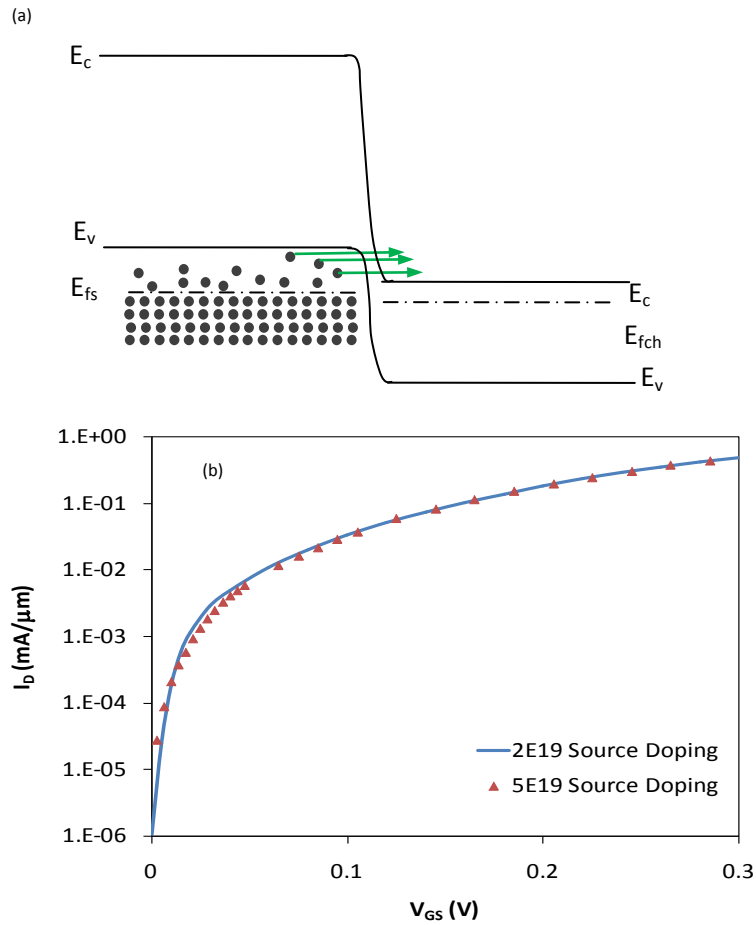 (a)
Ec
Ev
Efs
Ec
Efch
Ev
1.E+00
(b)
1.E-01
1.E-02
1.E-03
1.E-04
1.E-05
1.E-06
ID (mA/μm)
2E19 Source Doping
5E19 Source Doping
0
0.1
0.2
0.3
VGS (V)